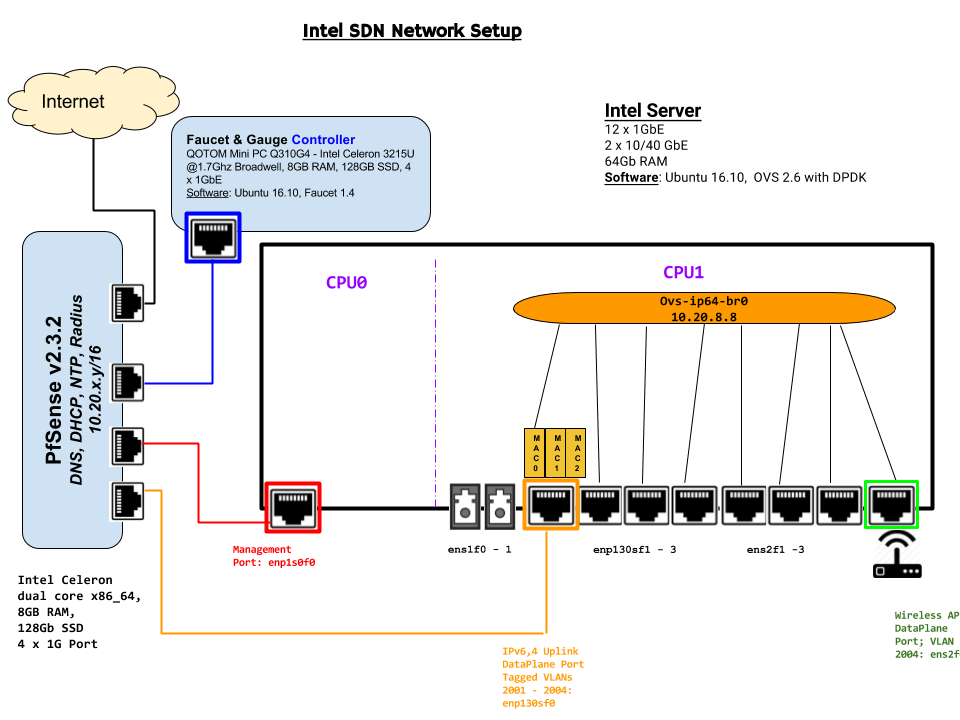 Intel SDN Network Setup
Internet
Faucet & Gauge Controller
QOTOM Mini PC Q310G4 - Intel Celeron 3215U
@1.7Ghz Broadwell, 8GB RAM, 128GB SSD, 4
x 1GbE
Software: Ubuntu 16.10, Faucet 1.4
Intel Server
12 x 1GbE
2 x 10/40 GbE
64Gb RAM
Software: Ubuntu 16.10, OVS 2.6 with DPDK
PfSense v2.3.2
DNS, DHCP, NTP, Radius
10.20.x.y/16
CPU0
CPU1
Ovs-ip64-br0
10.20.8.8
MAC0
MAC1
MAC2
Management
Port: enp1s0f0
ens1f0 – 1
enp130sf1 – 3
ens2f1 –3
Intel Celeron
dual core x86_64,
8GB RAM,
128Gb SSD
4 x 1G Port
IPv6,4 Uplink
DataPlane Port
Tagged VLANs
2001 - 2004:
enp130sf0
Wireless AP
DataPlane
Port; VLAN
2004: ens2f